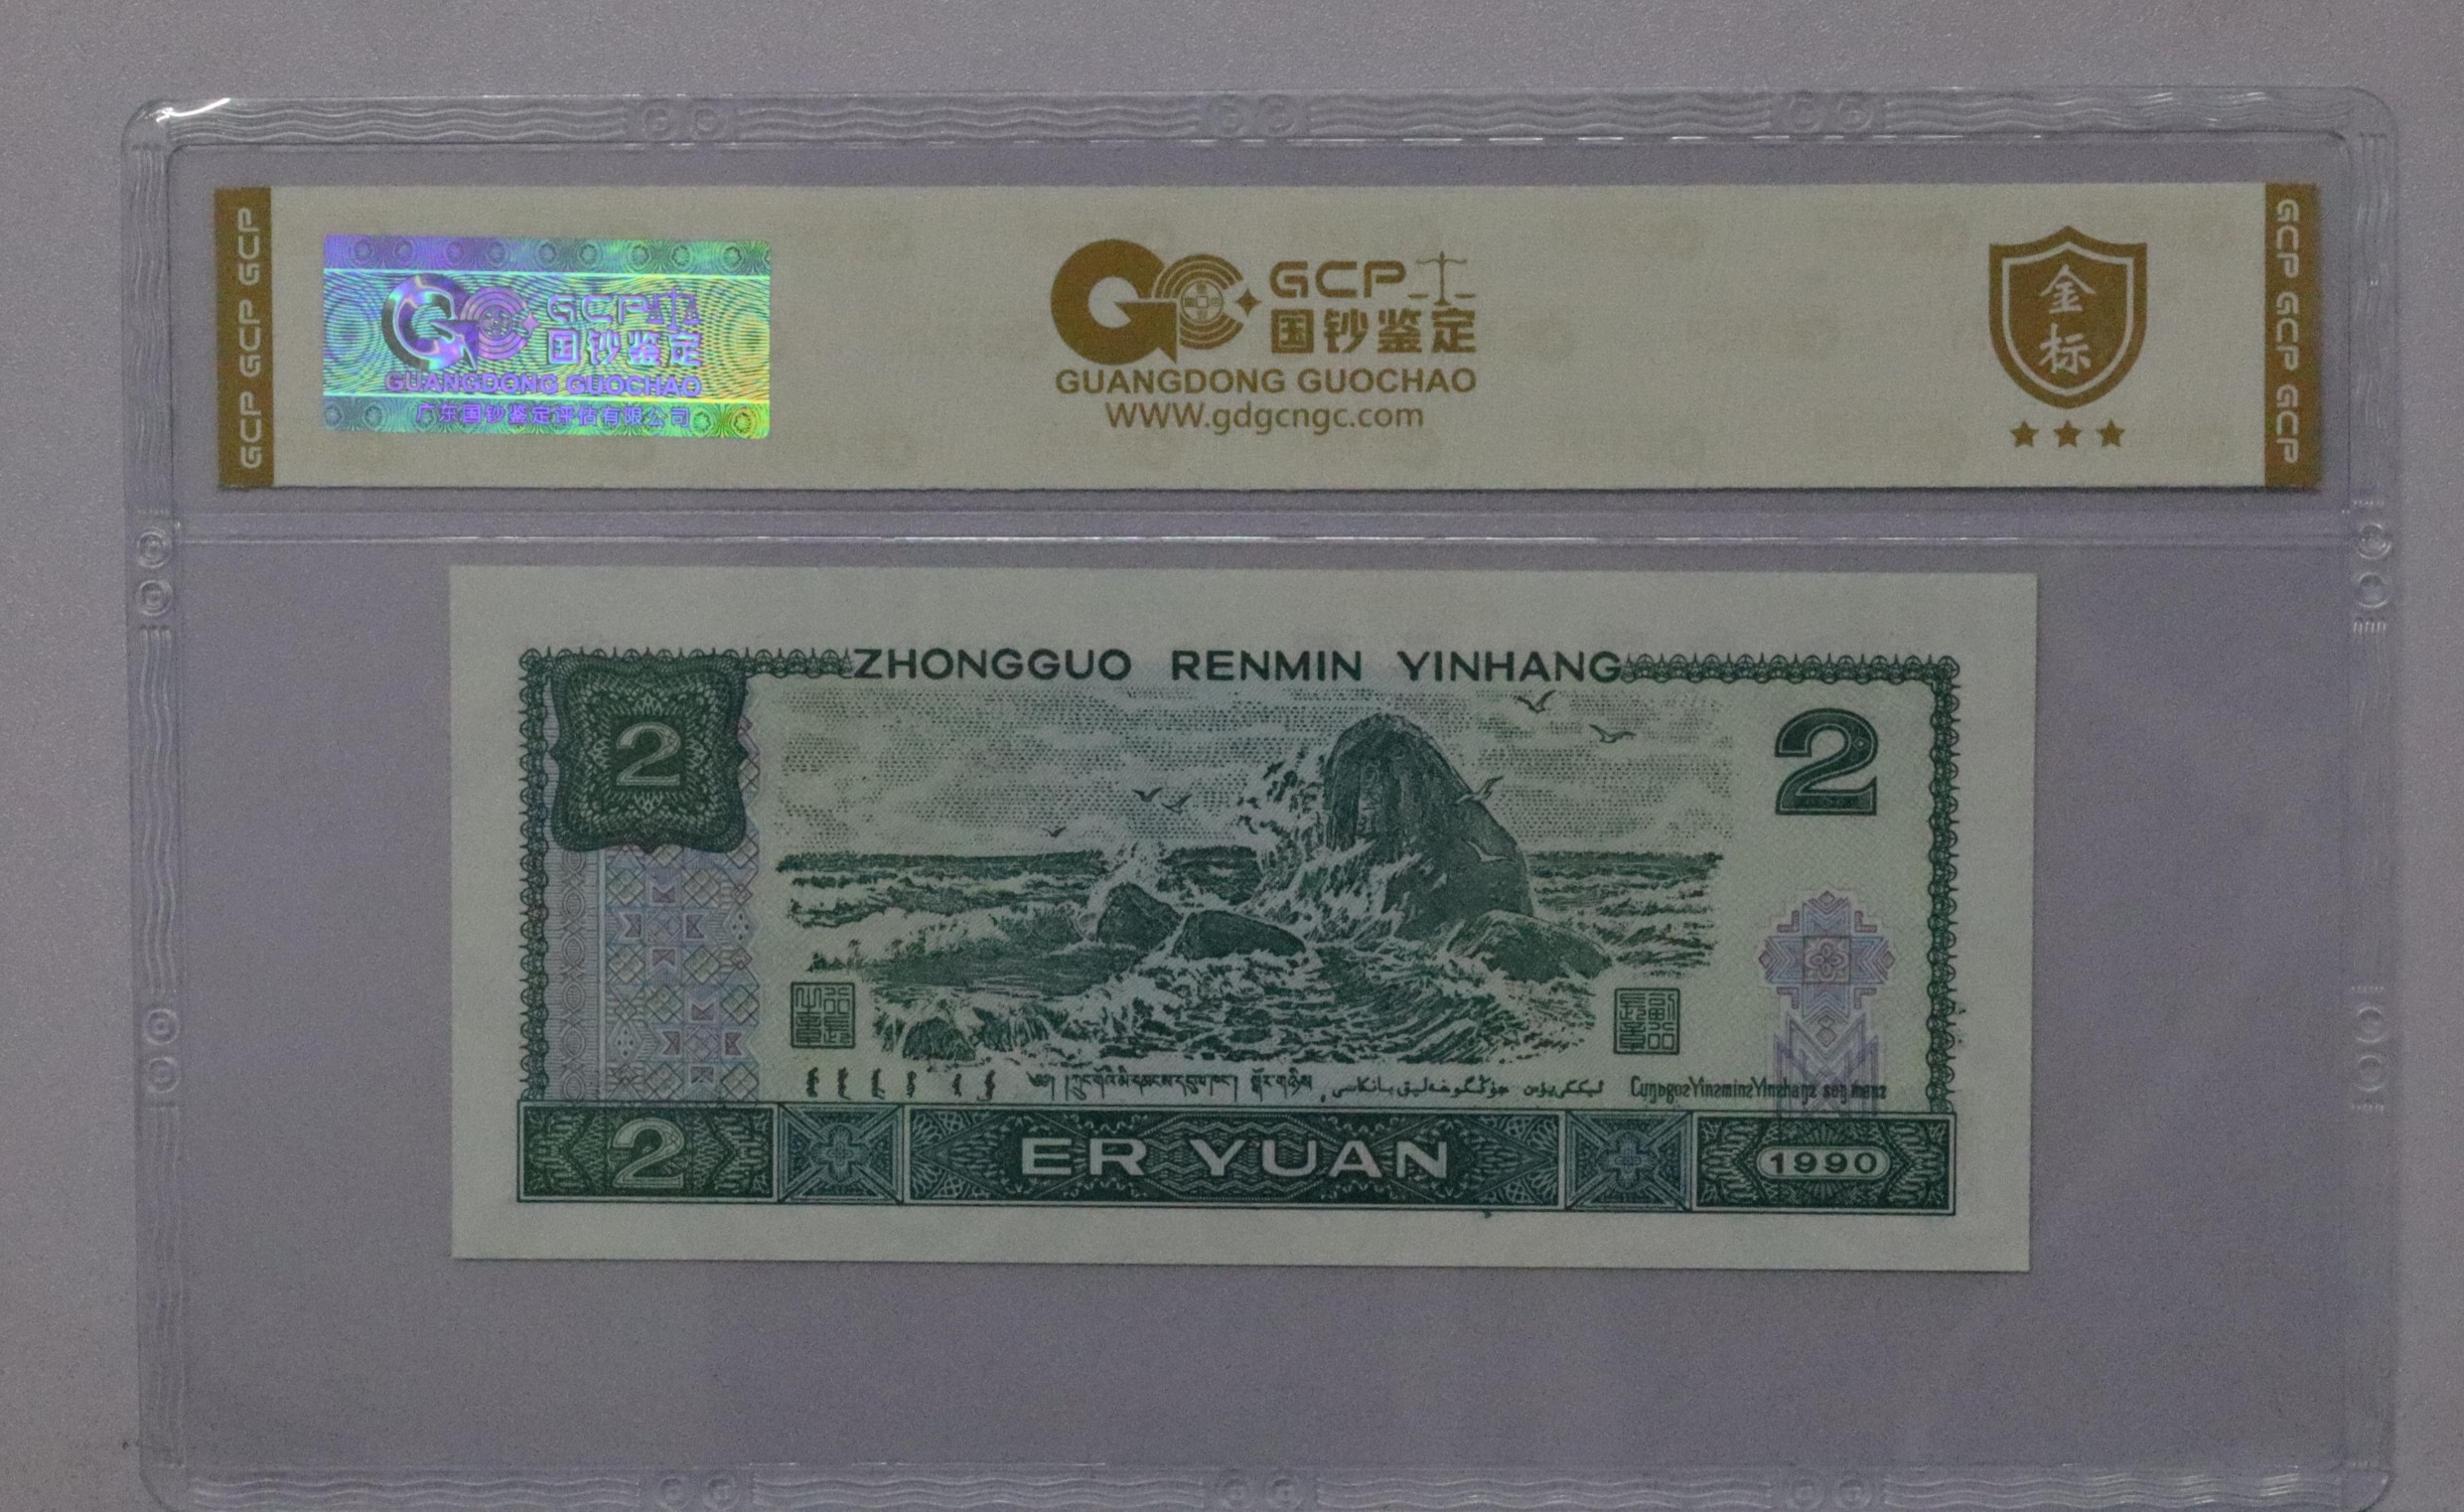 GCP GCP GCP
GCP
国钞鉴定
GUANGDONG GUOCHAO
广东国钞鉴定评估有限公司
GCP
国钞鉴定
GUANGDONG GUOCHAO
WWW.gdgcngc.com
金
标
GCP GCP GCP
ZHONGGUO RENMIN YINHANG
2
2
2
ER YUAN
1990